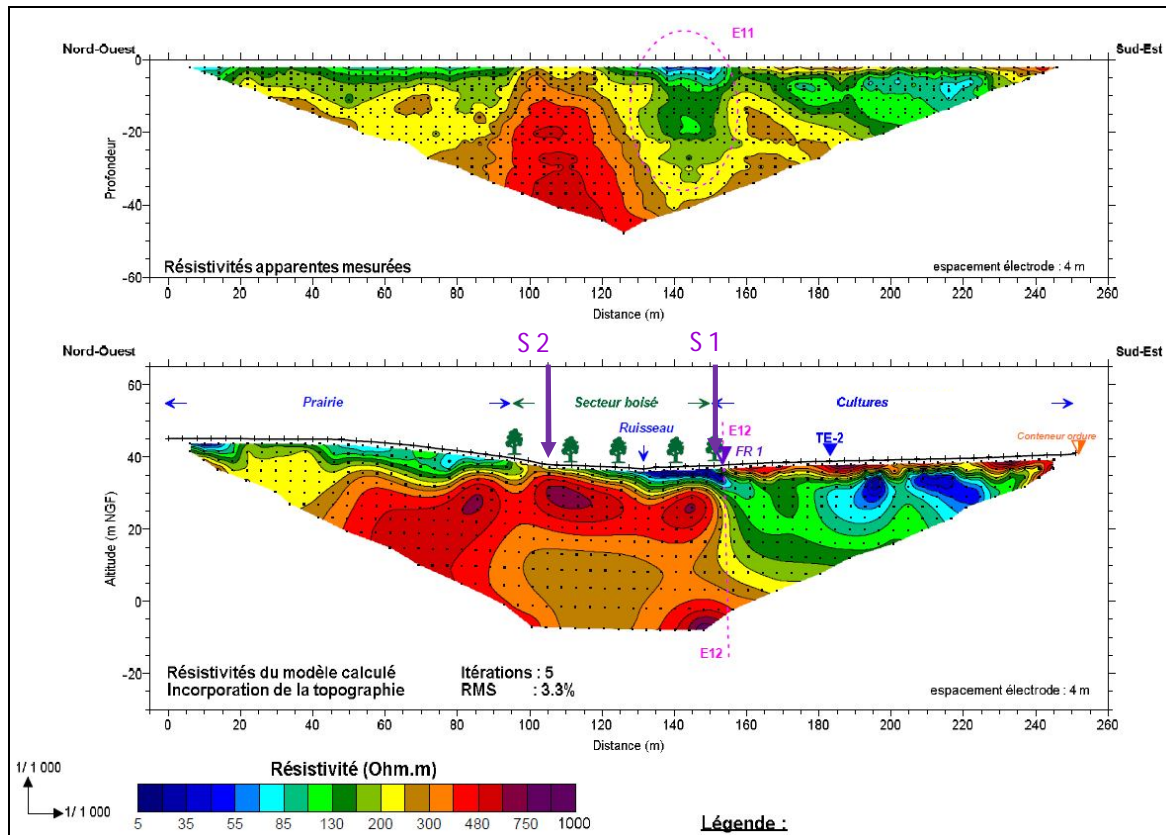 E11
Nord-Ouest
Sud-Est
0
-20
-40
-60
Profondeur
Résistivités apparentes mesurées
espacement électrode : 4 m
0 20 40 60 80 100 120 140 160 180 200 220 240 260
Distance (m)
S 2
S 1
Nord-Ouest
Sud-Est
60
40
20
0
-20
Altitude (m NGF)
Prairie
Secteur boisé
Cultures
Ruisseau
E12
FR 1
TE-2
Conteneur ordure
E12
Résistivités du modèle calculé
Itérations : 5
Incorporation de la topographie
RMS : 3.3%
espacement électrode : 4 m
0 20 40 60 80 100 120 140 160 180 200 220 240 260
Distance (m)
1/ 1 000
1/ 1 000
Résistivité (Ohm.m)
5 35 55 85 130 200 300 480 750 1000
Légende :